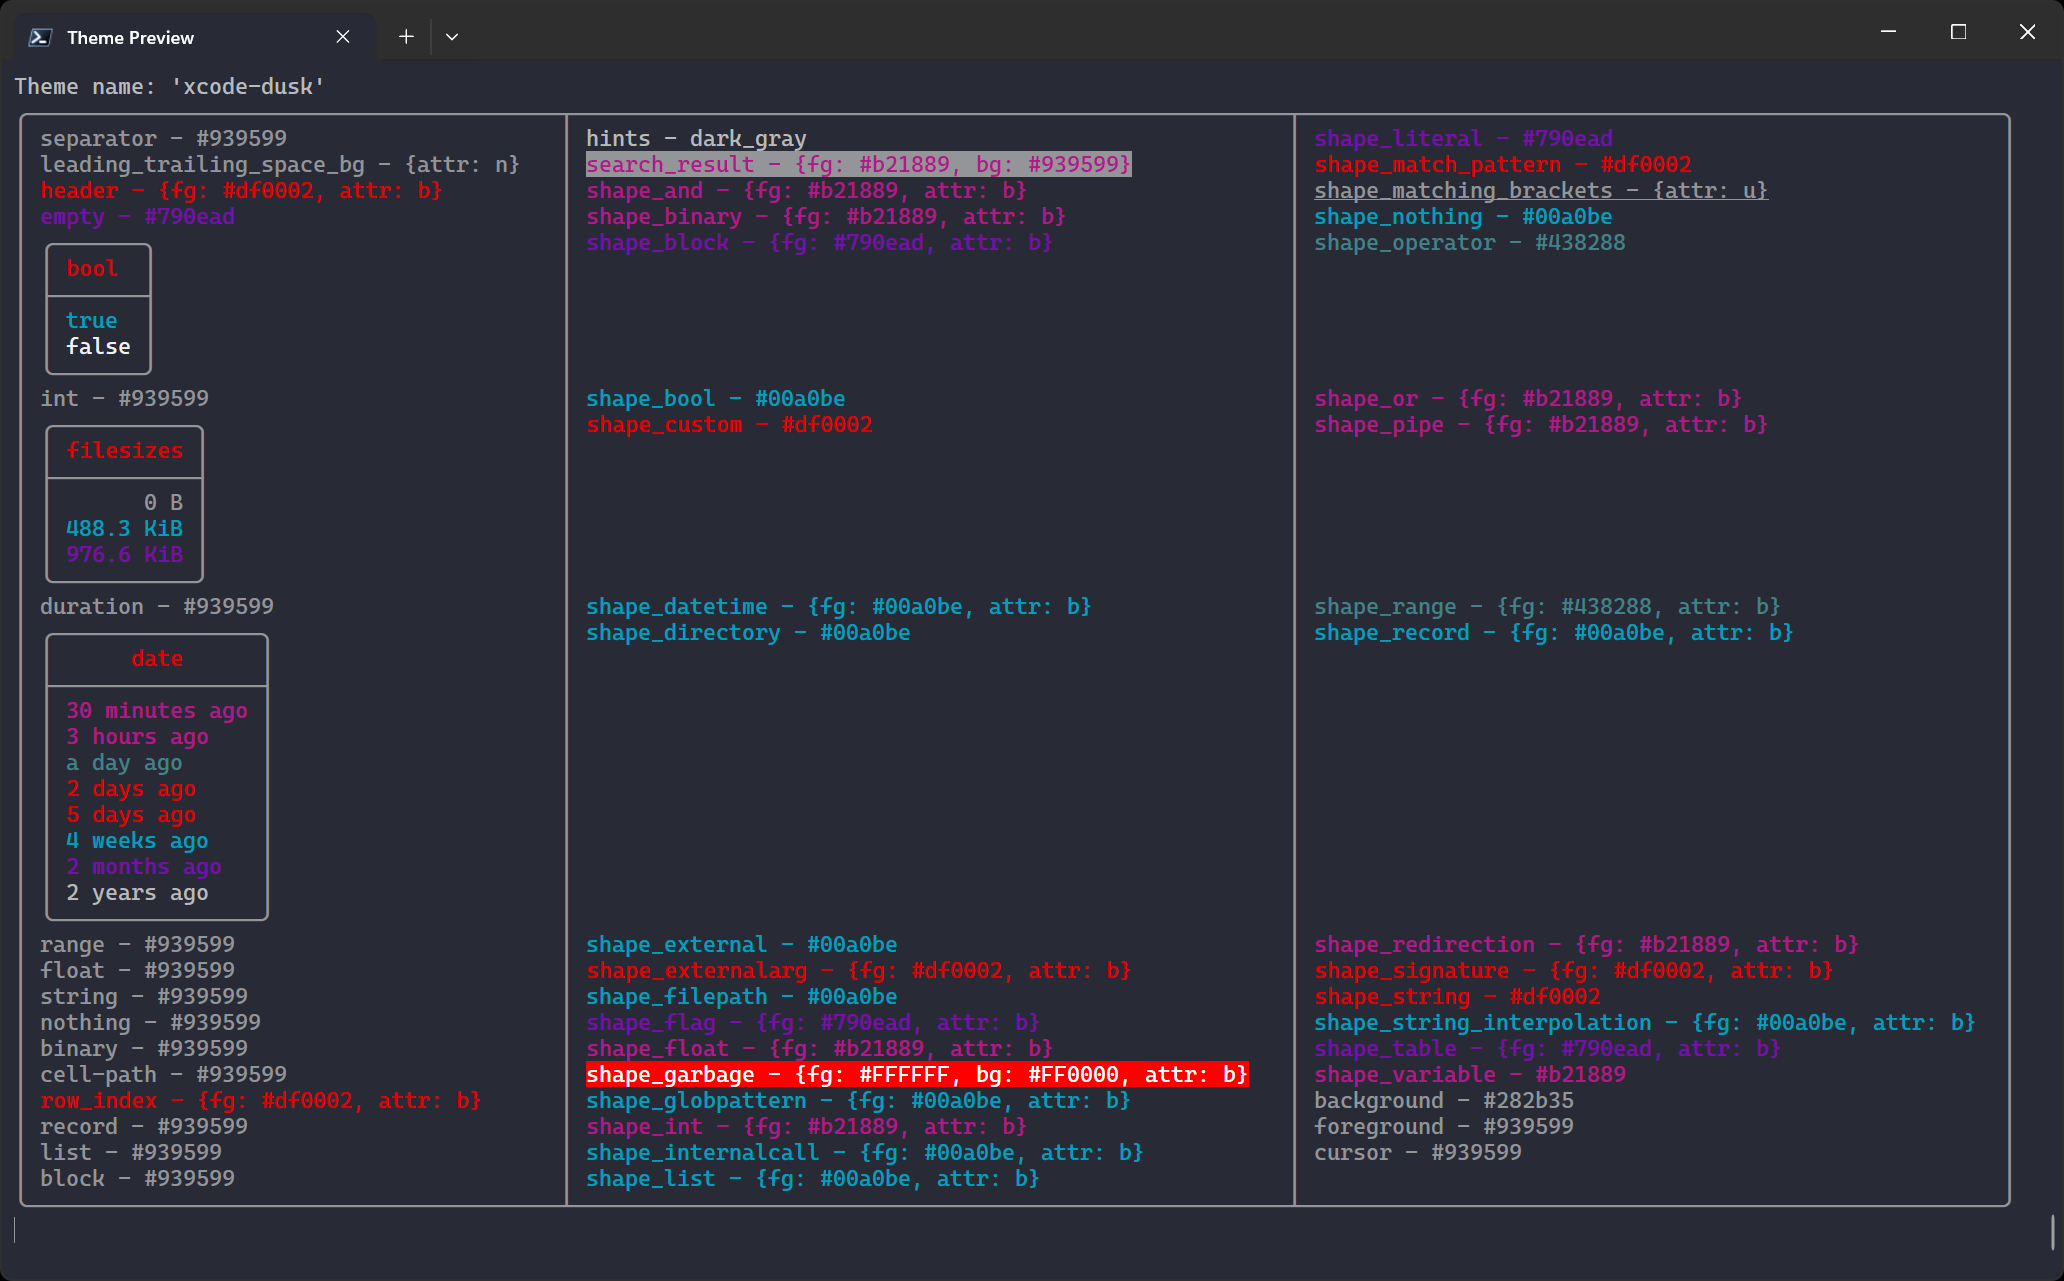 Theme Preview
Theme name: 'xcode-dusk'
separator - #939599
leading_trailing_space_bg - {attr: n}
header - {fg: #df0002, attr: b}
empty - #790ead
bool
true
false
int - #939599
filesizes
0 B
488.3 KiB
976.6 KiB
duration - #939599
date
30 minutes ago
3 hours ago
a day ago
2 days ago
5 days ago
4 weeks ago
2 months ago
2 years ago
range - #939599
float - #939599
string - #939599
nothing - #939599
binary - #939599
cell-path - #939599
row_index - {fg: #df0002, attr: b}
record - #939599
list - #939599
block - #939599
hints - dark_gray
search_result - {fg: #b21889, bg: #939599}
shape_and - {fg: #b21889, attr: b}
shape_binary - {fg: #b21889, attr: b}
shape_block - {fg: #790ead, attr: b}
shape_bool - #00a0be
shape_custom - #df0002
shape_datetime - {fg: #00a0be, attr: b}
shape_directory - #00a0be
shape_external - #00a0be
shape_externalarg - {fg: #df0002, attr: b}
shape_filepath - #00a0be
shape_flag - {fg: #790ead, attr: b}
shape_float - {fg: #b21889, attr: b}
shape_garbage - {fg: #FFFFFF, bg: #FF0000, attr: b}
shape_globpattern - {fg: #00a0be, attr: b}
shape_int - {fg: #b21889, attr: b}
shape_internalcall - {fg: #00a0be, attr: b}
shape_list - {fg: #00a0be, attr: b}
shape_literal - #790ead
shape_match_pattern - #df0002
shape_matching_brackets - {attr: u}
shape_nothing - #00a0be
shape_operator - #438288
shape_or - {fg: #b21889, attr: b}
shape_pipe - {fg: #b21889, attr: b}
shape_range - {fg: #438288, attr: b}
shape_record - {fg: #00a0be, attr: b}
shape_redirection - {fg: #b21889, attr: b}
shape_signature - {fg: #df0002, attr: b}
shape_string - #df0002
shape_string_interpolation - {fg: #00a0be, attr: b}
shape_table - {fg: #790ead, attr: b}
shape_variable - #b21889
background - #282b35
foreground - #939599
cursor - #939599